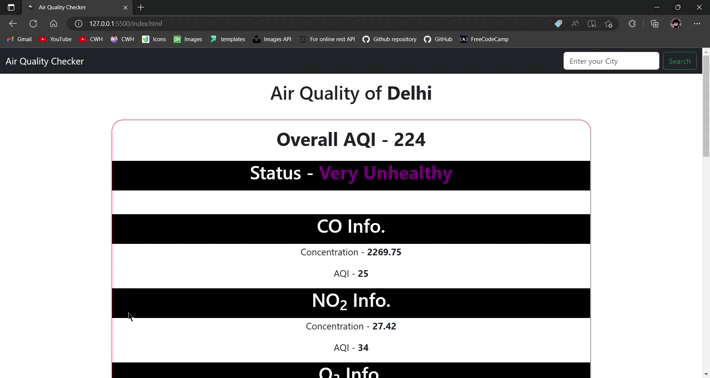 Air Quality Checker
127.0.0.1:5500/index.html
Gmail YouTube CWH CWH Icons Images templates Images API For online rest API Github repository GitHub FreeCodeCamp
Air Quality Checker Enter your City Search
Air Quality of Delhi
Overall AQI - 224
Status - Very Unhealthy
CO Info.
Concentration - 2269.75
AQI - 25
NO₂ Info.
Concentration - 27.42
AQI - 34
O₃ Info.